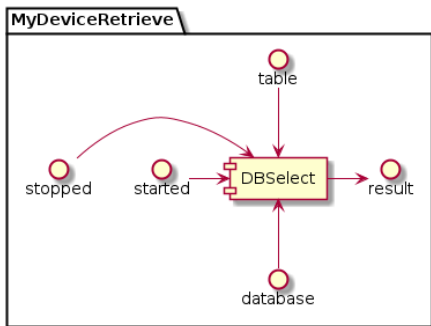 MyDeviceRetrieve
table
stopped
started
DBSelect
result
database